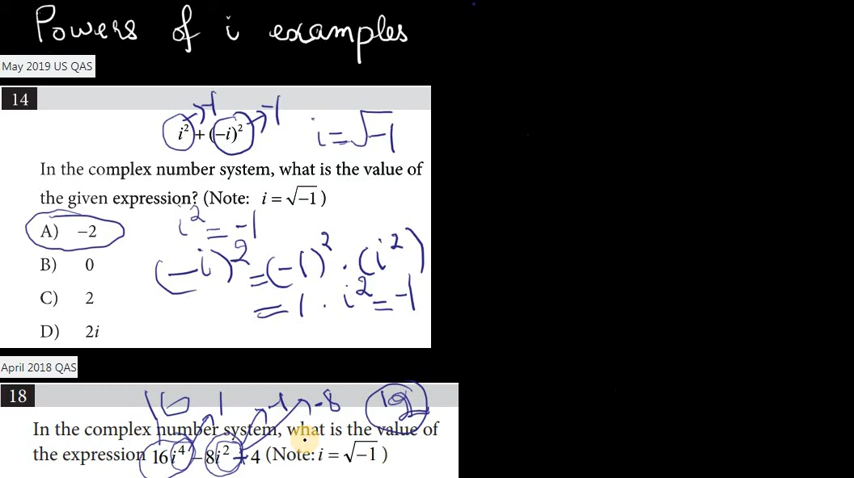 Powers of i examples
May 2019 US QAS
14
-1 -1
i² + (-i)² i = √-1
In the complex number system, what is the value of
the given expression? (Note: i = √-1)
i² = -1
A) -2
(-i)² = (-1)² · (i²)
B) 0
= 1 · i² = -1
C) 2
D) 2i
April 2018 QAS
18
16 1 -1 -8
In the complex number system, what is the value of
the expression 16i⁴ - 8i² + 4 (Note: i = √-1)